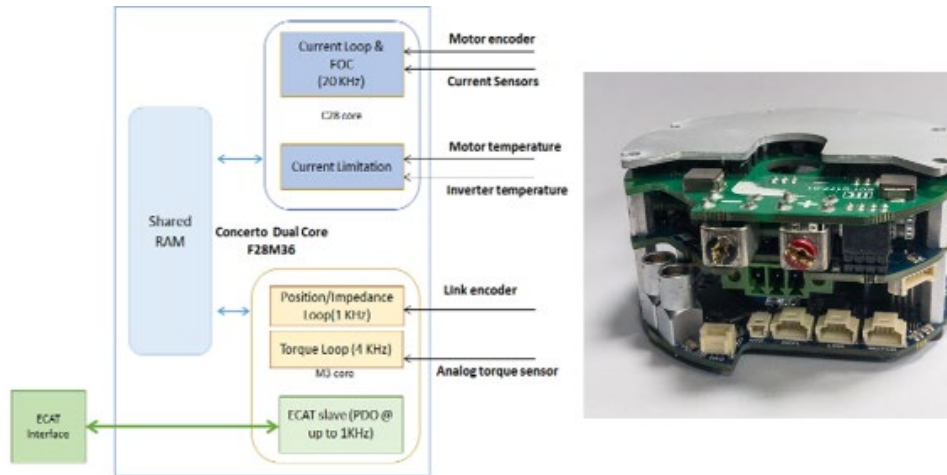 Current Loop &
FOC
(20 KHz)
C28 core
Current Limitation
Motor encoder
Current Sensors
Motor temperature
Inverter temperature
Shared
RAM
Concerto Dual Core
F28M36
Position/Impedance
Loop(1 KHz)
Torque Loop (4 KHz)
M3 core
Link encoder
Analog torque sensor
ECAT slave (PDO @
up to 1KHz)
ECAT
Interface